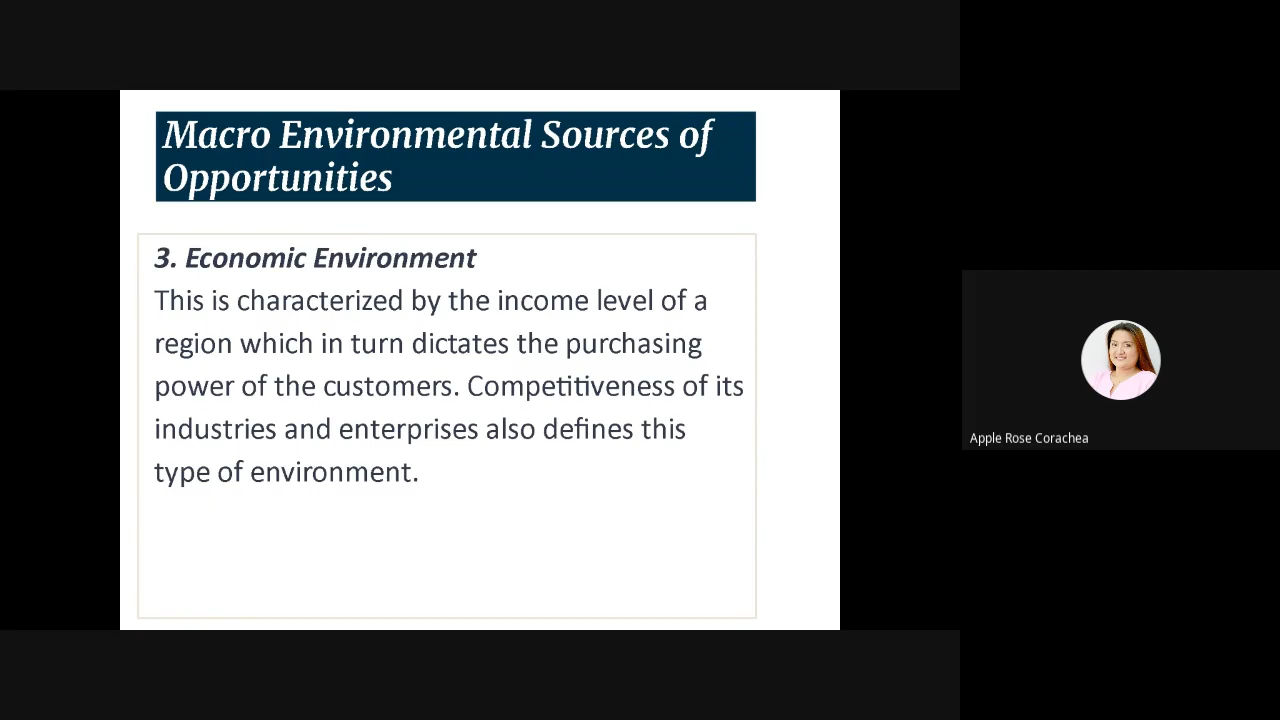 Macro Environmental Sources of
Opportunities
3. Economic Environment
This is characterized by the income level of a
region which in turn dictates the purchasing
power of the customers. Competitiveness of its
industries and enterprises also defines this
type of environment.
Apple Rose Corachea